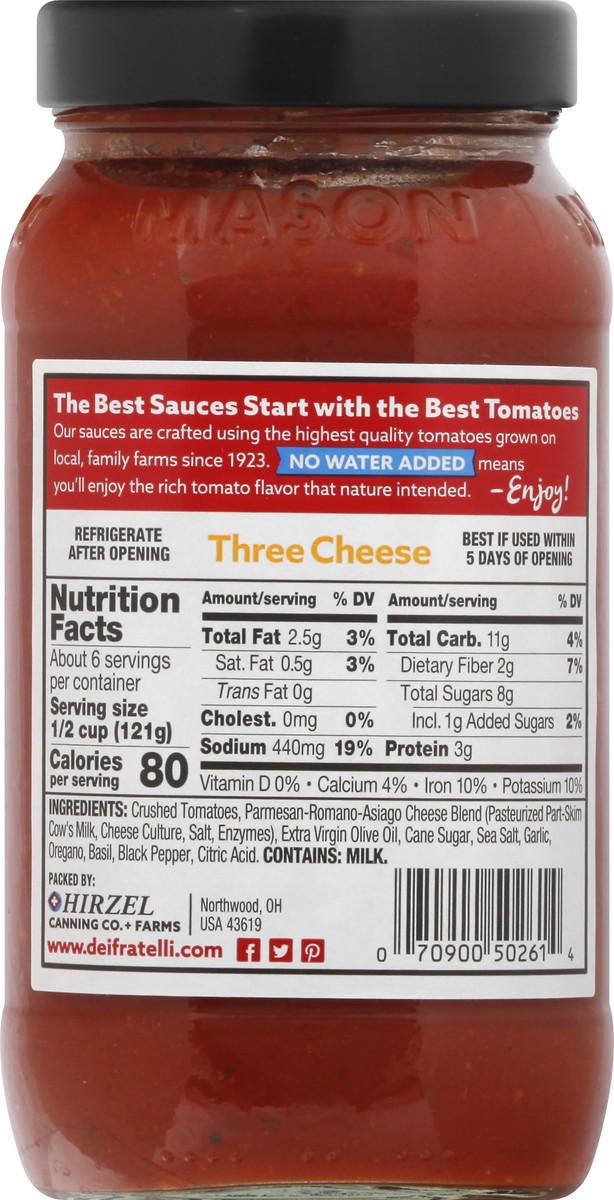 MASON
The Best Sauces Start with the Best Tomatoes
Our sauces are crafted using the highest quality tomatoes grown on
local, family farms since 1923. NO WATER ADDED means
you'll enjoy the rich tomato flavor that nature intended. –Enjoy!
REFRIGERATE
AFTER OPENING
Three Cheese
BEST IF USED WITHIN
5 DAYS OF OPENING
Nutrition
Facts
About 6 servings
per container
Serving size
1/2 cup (121g)
Calories
per serving 80
Amount/serving % DV
Total Fat 2.5g 3%
Sat. Fat 0.5g 3%
Trans Fat 0g
Cholest. 0mg 0%
Sodium 440mg 19%
Amount/serving % DV
Total Carb. 11g 4%
Dietary Fiber 2g 7%
Total Sugars 8g
Incl. 1g Added Sugars 2%
Protein 3g
Vitamin D 0% • Calcium 4% • Iron 10% • Potassium 10%
INGREDIENTS: Crushed Tomatoes, Parmesan-Romano-Asiago Cheese Blend (Pasteurized Part-Skim
Cow's Milk, Cheese Culture, Salt, Enzymes), Extra Virgin Olive Oil, Cane Sugar, Sea Salt, Garlic,
Oregano, Basil, Black Pepper, Citric Acid. CONTAINS: MILK.
PACKED BY:
HIRZEL
CANNING CO. + FARMS
Northwood, OH
USA 43619
www.deifratelli.com
0 70900 50261 4